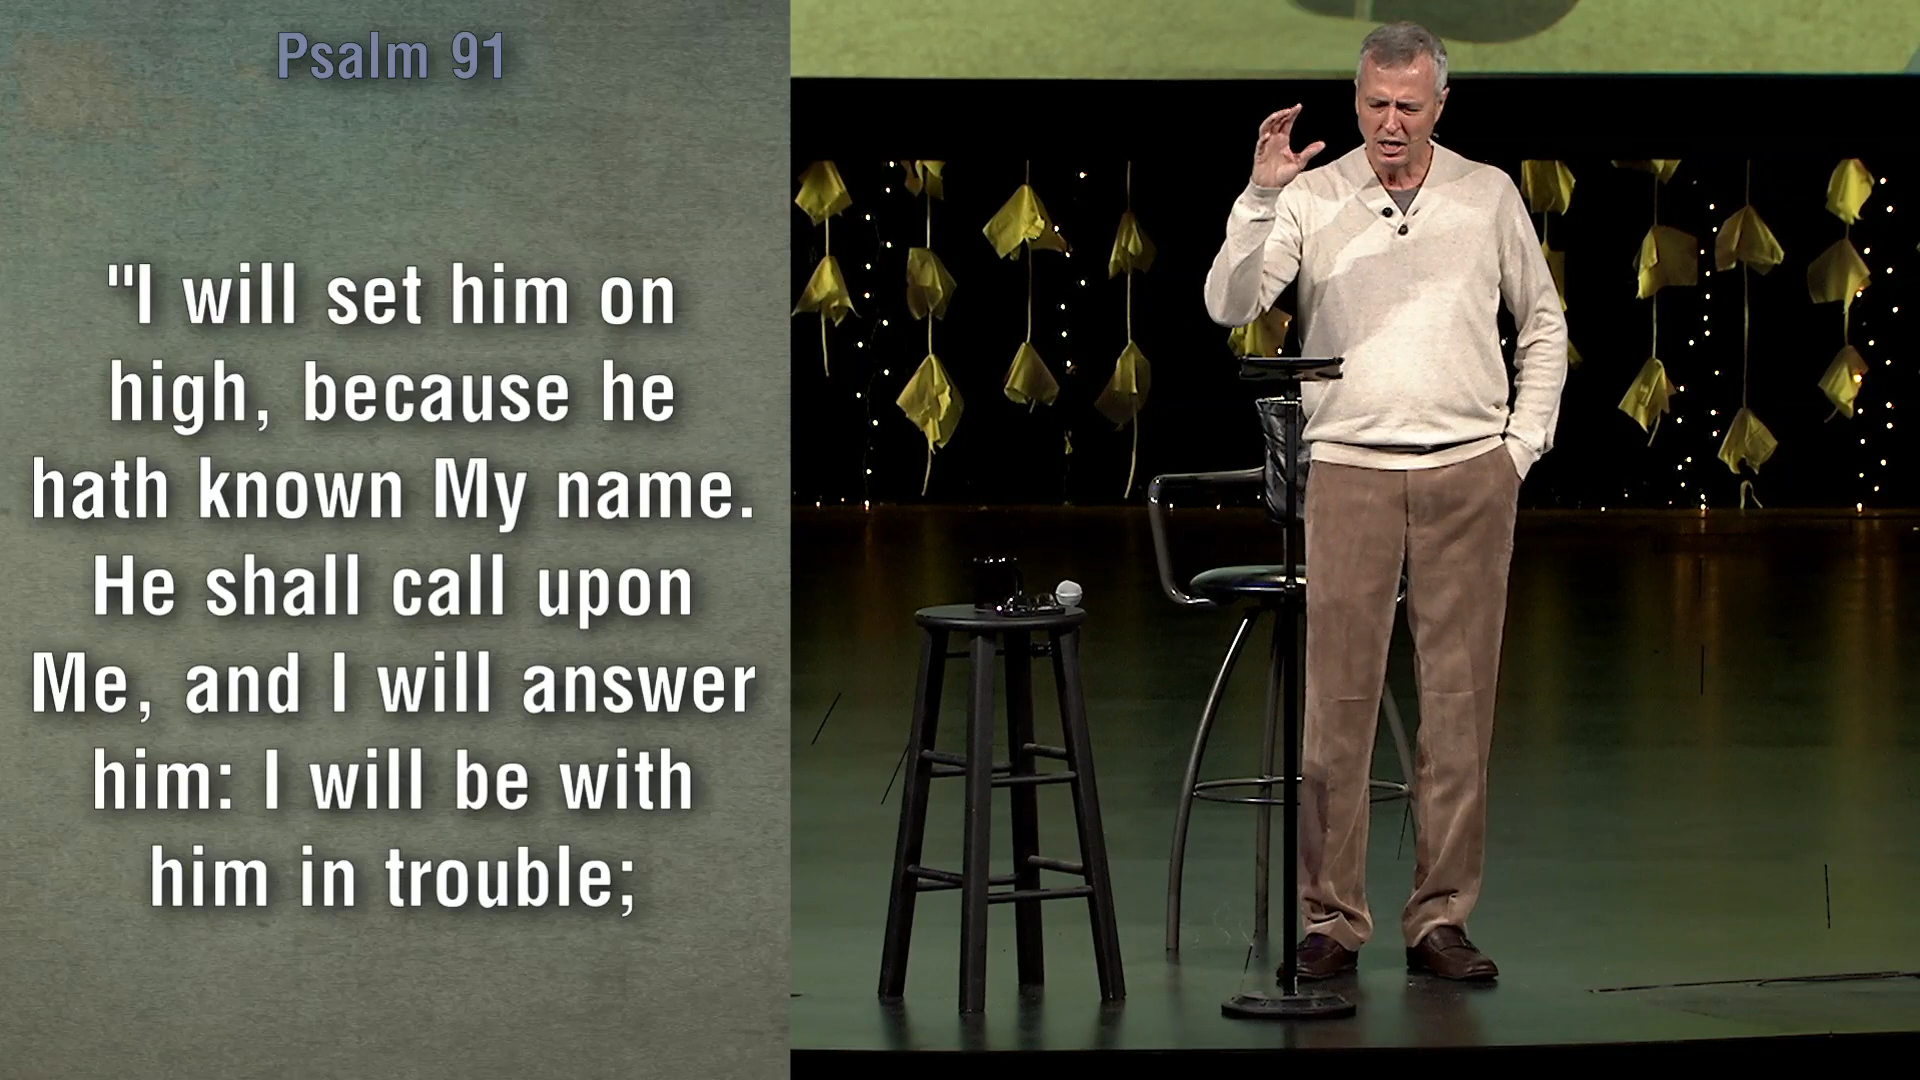 Psalm 91
"I will set him on
high, because he
hath known My name.
He shall call upon
Me, and I will answer
him: I will be with
him in trouble;